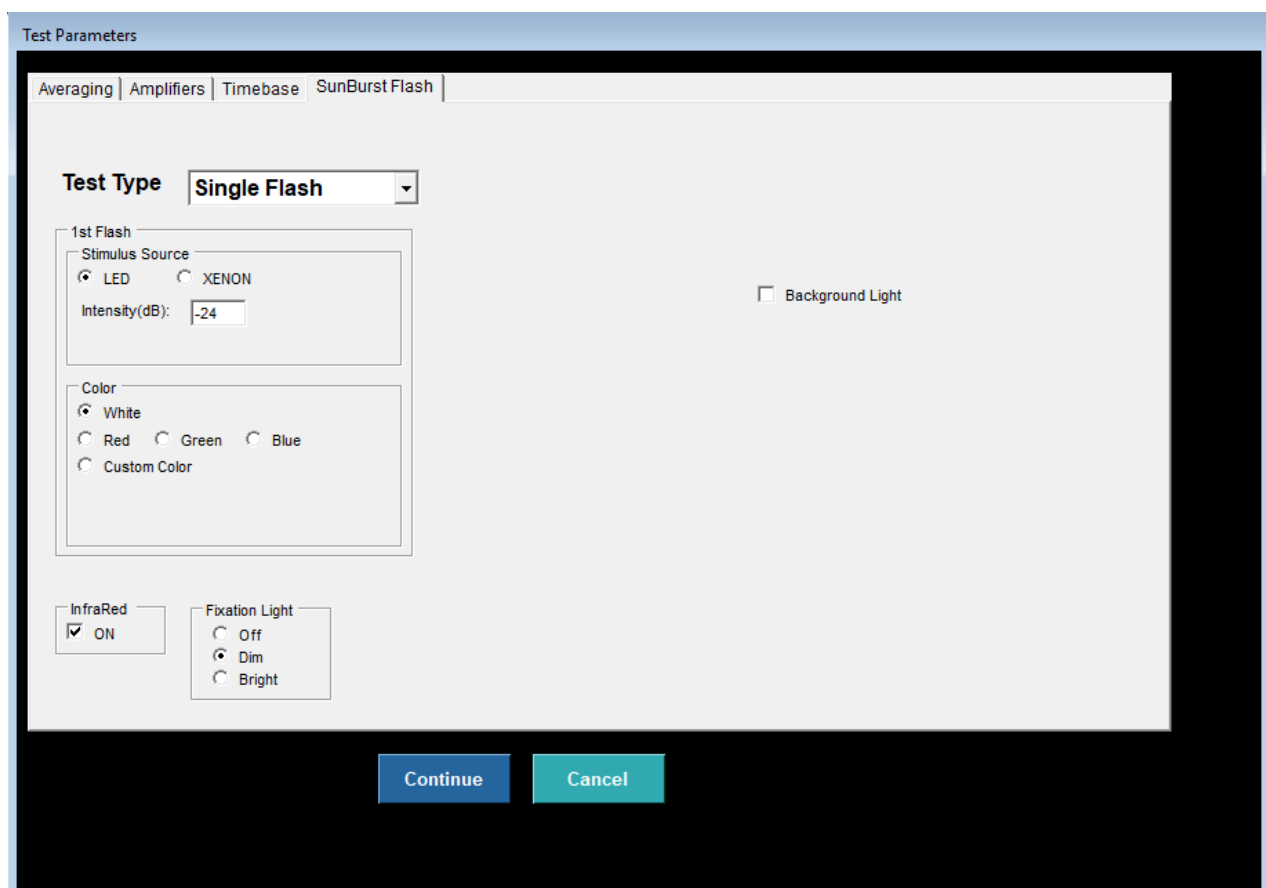 Test Parameters
Averaging Amplifiers Timebase SunBurst Flash
Test Type Single Flash
1st Flash
Stimulus Source
LED XENON
Intensity(dB): -24
Background Light
Color
White
Red Green Blue
Custom Color
InfraRed
ON
Fixation Light
Off
Dim
Bright
Continue Cancel